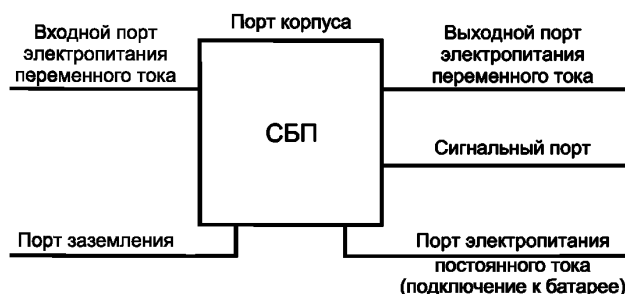 Порт корпуса
Входной порт
электропитания
переменного тока
Выходной порт
электропитания
переменного тока
СБП
Сигнальный порт
Порт заземления
Порт электропитания
постоянного тока
(подключение к батарее)